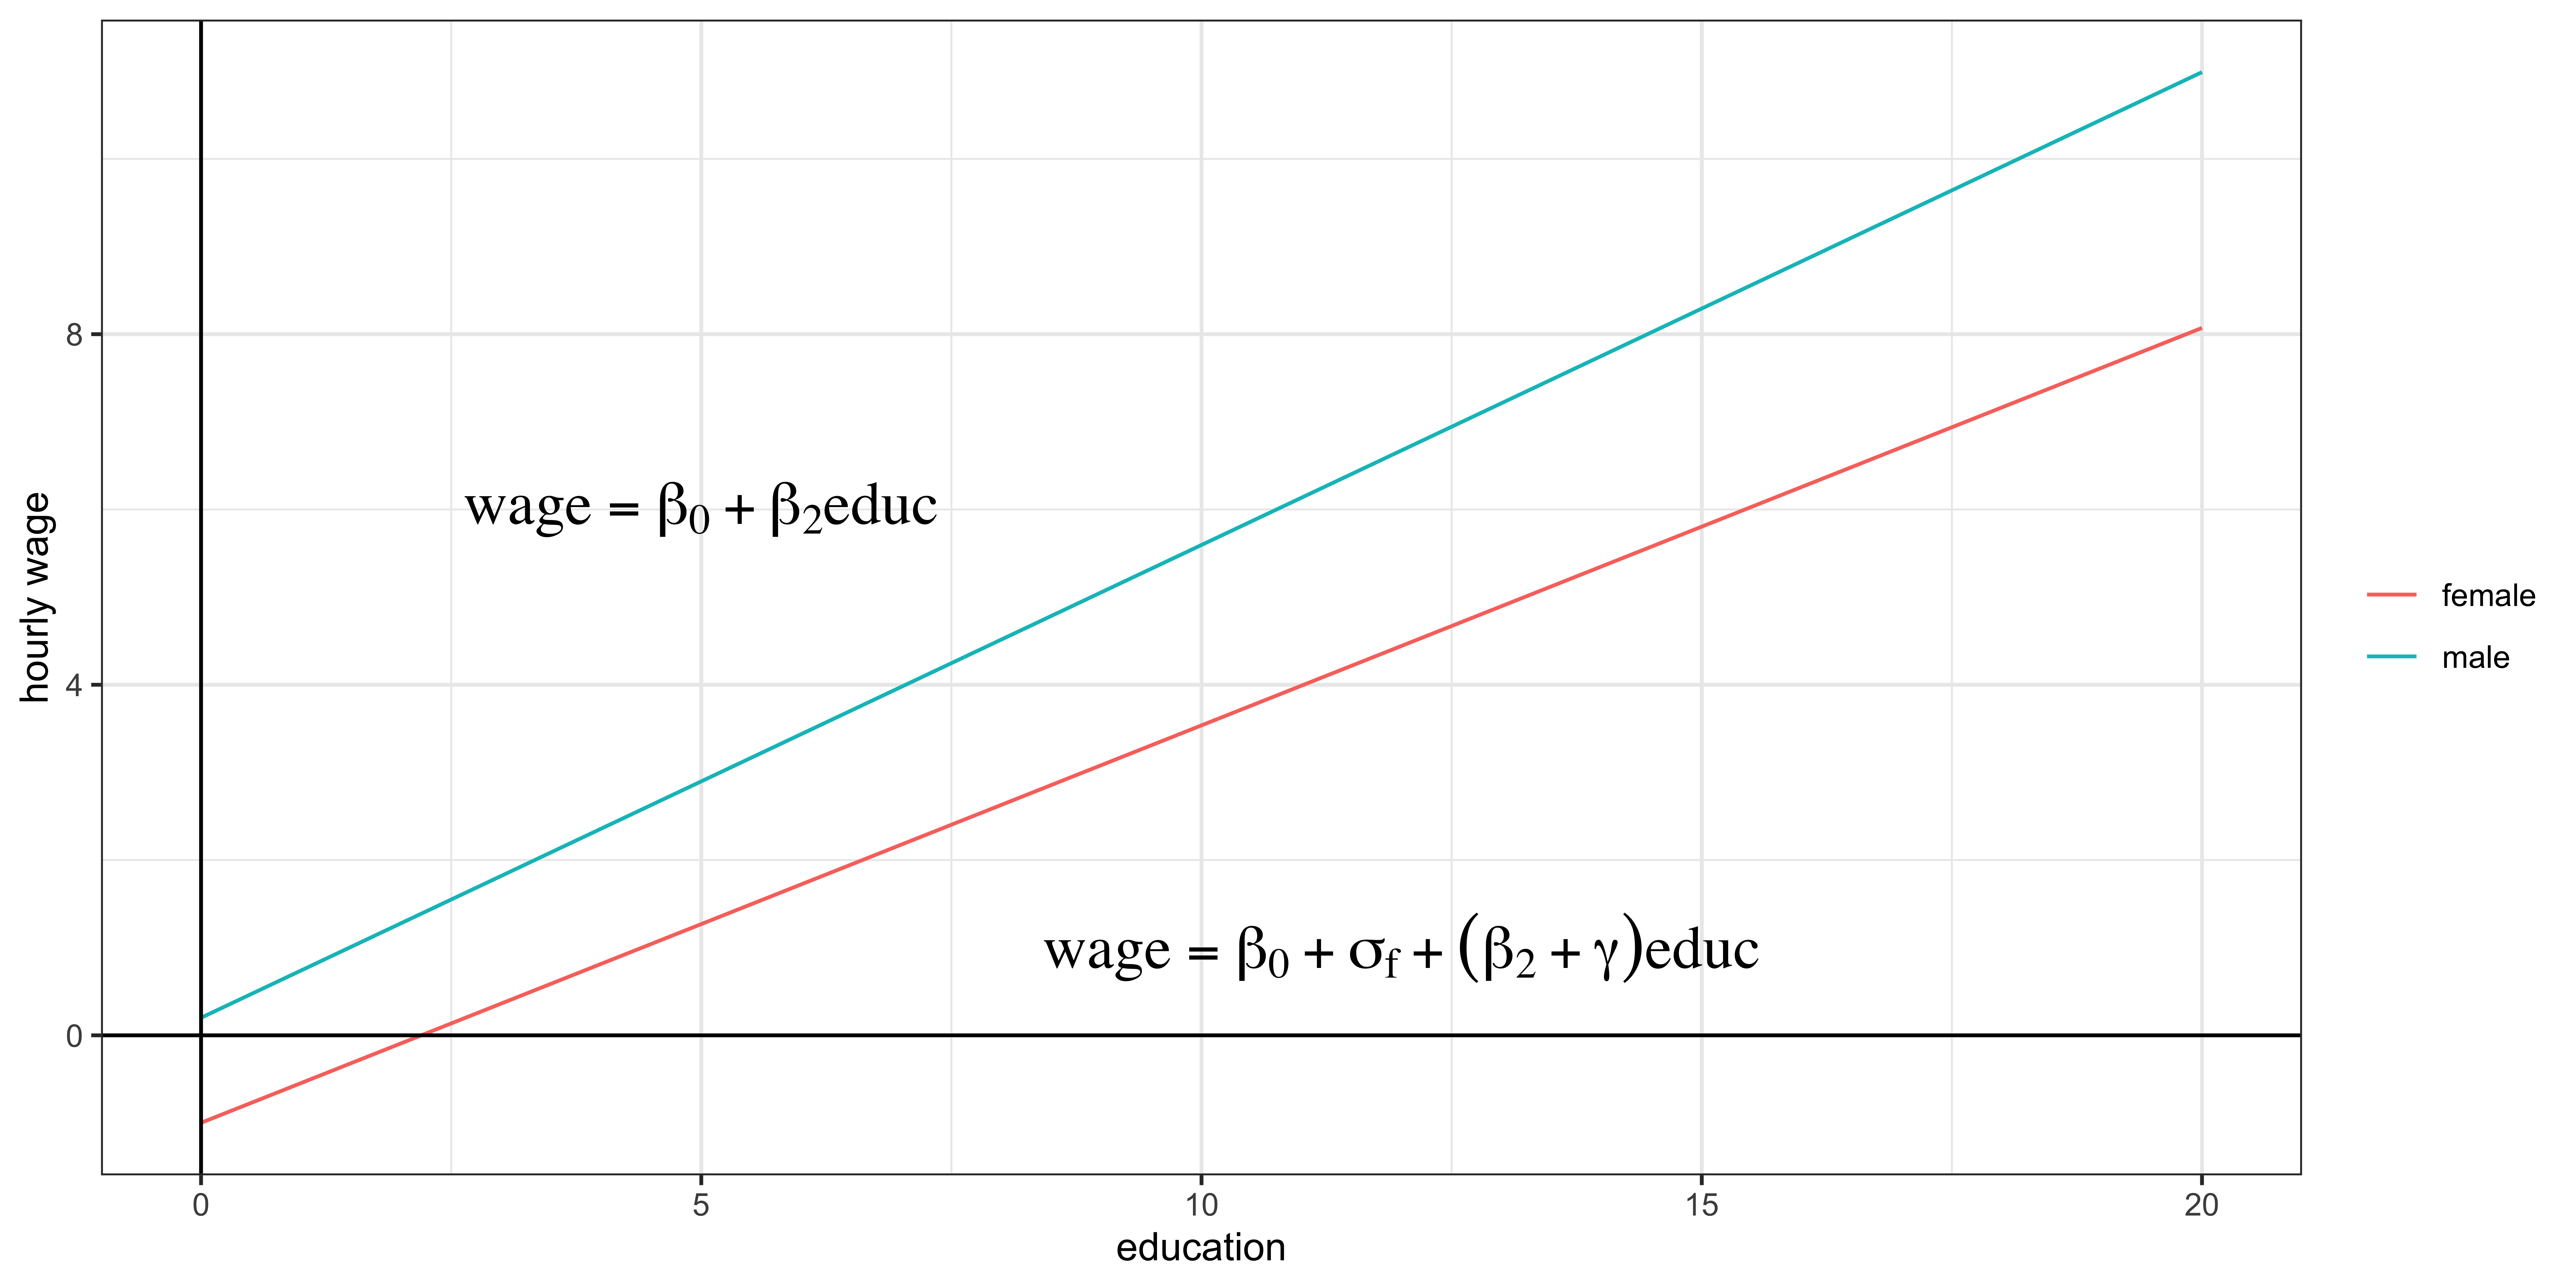 hourly wage
8
4
0
wage = β₀ + β₂educ
wage = β₀ + σ_f + (β₂ + γ)educ
0 5 10 15 20
education
female
male